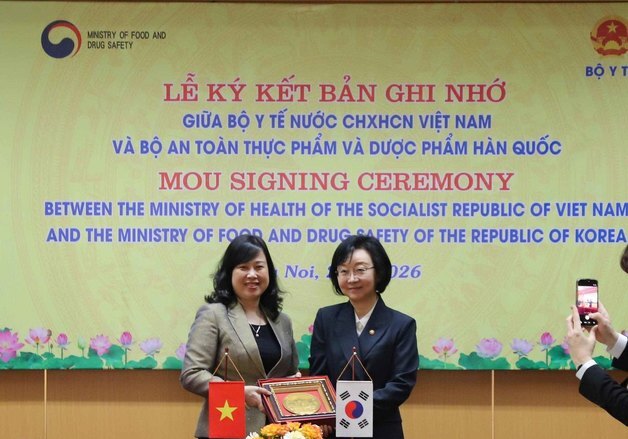 MINISTRY OF FOOD AND
DRUG SAFETY
BỘ Y T
LỄ KÝ KẾT BẢN GHI NHỚ
GIỮA BỘ Y TẾ NƯỚC CHXHCN VIỆT NAM
VÀ BỘ AN TOÀN THỰC PHẨM VÀ DƯỢC PHẨM HÀN QUỐC
MOU SIGNING CEREMONY
BETWEEN THE MINISTRY OF HEALTH OF THE SOCIALIST REPUBLIC OF VIET NAM
AND THE MINISTRY OF FOOD AND DRUG SAFETY OF THE REPUBLIC OF KOREA
Noi, 2026